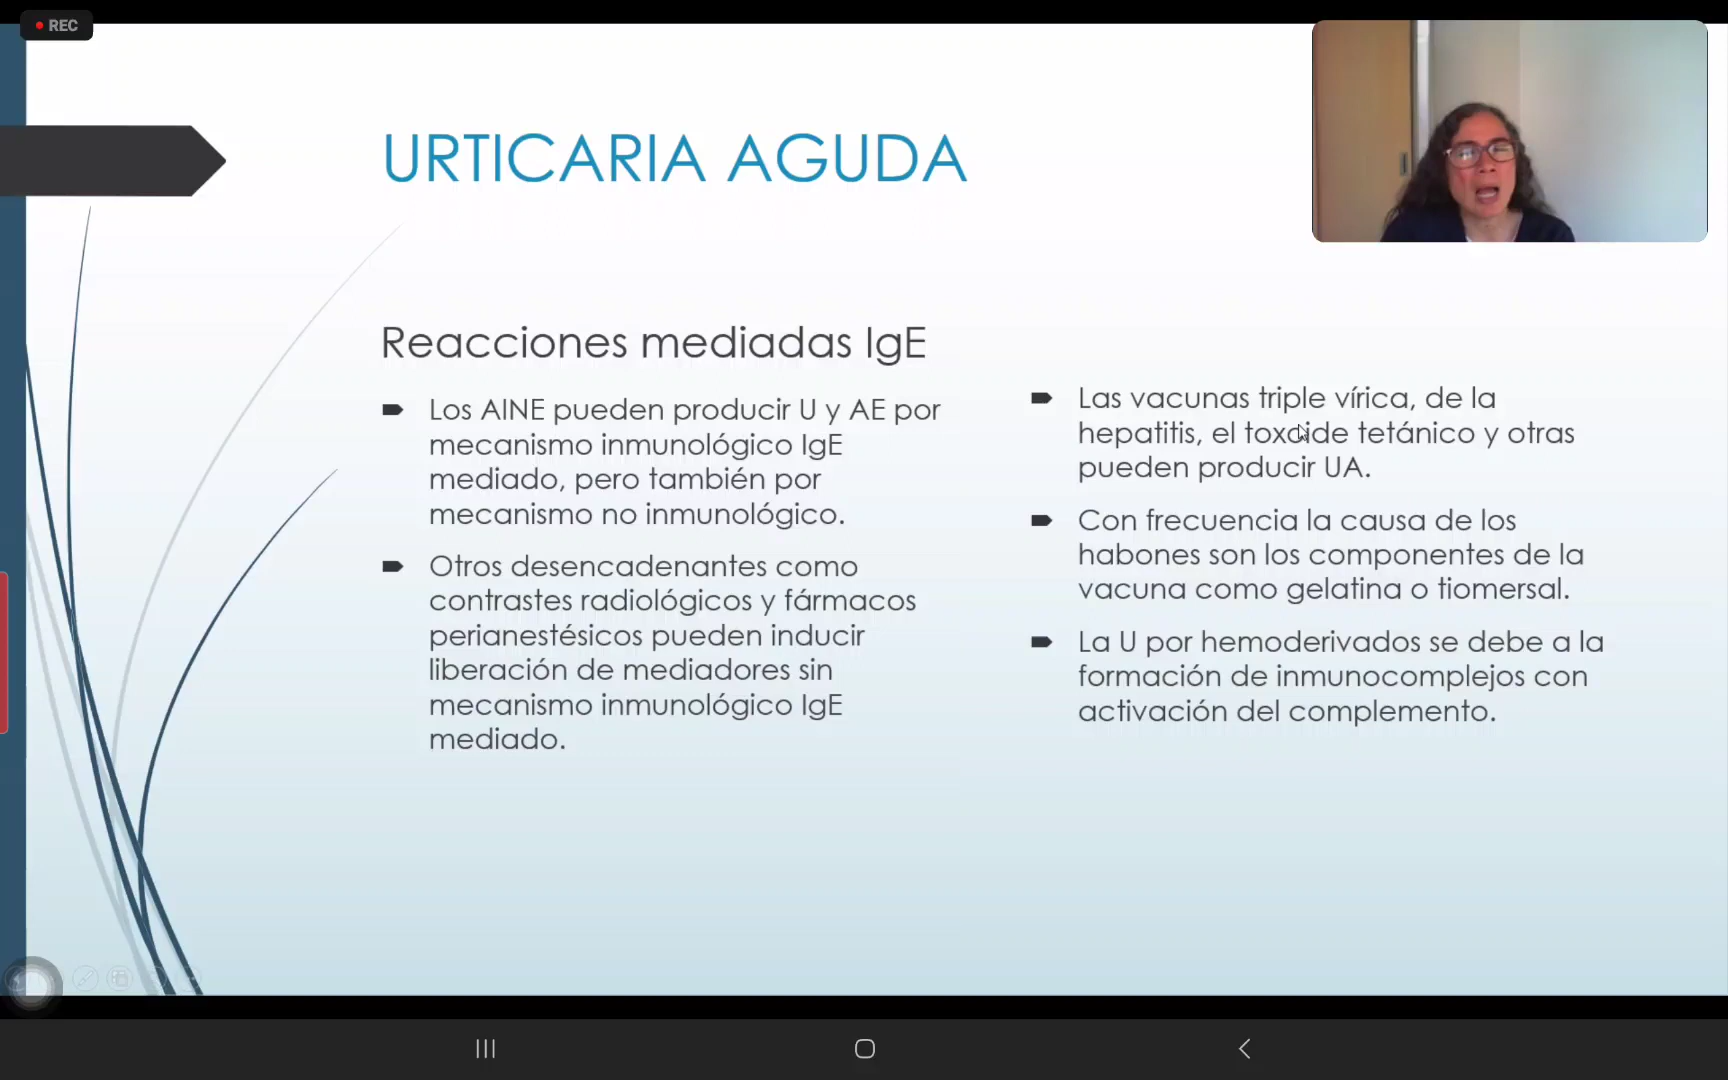 REC
URTICARIA AGUDA
Reacciones mediadas IgE
Los AINE pueden producir U y AE por
mecanismo inmunológico IgE
mediado, pero también por
mecanismo no inmunológico.
Otros desencadenantes como
contrastes radiológicos y fármacos
perianestésicos pueden inducir
liberación de mediadores sin
mecanismo inmunológico IgE
mediado.
Las vacunas triple vírica, de la
hepatitis, el toxoide tetánico y otras
pueden producir UA.
Con frecuencia la causa de los
habones son los componentes de la
vacuna como gelatina o tiomersal.
La U por hemoderivados se debe a la
formación de inmunocomplejos con
activación del complemento.